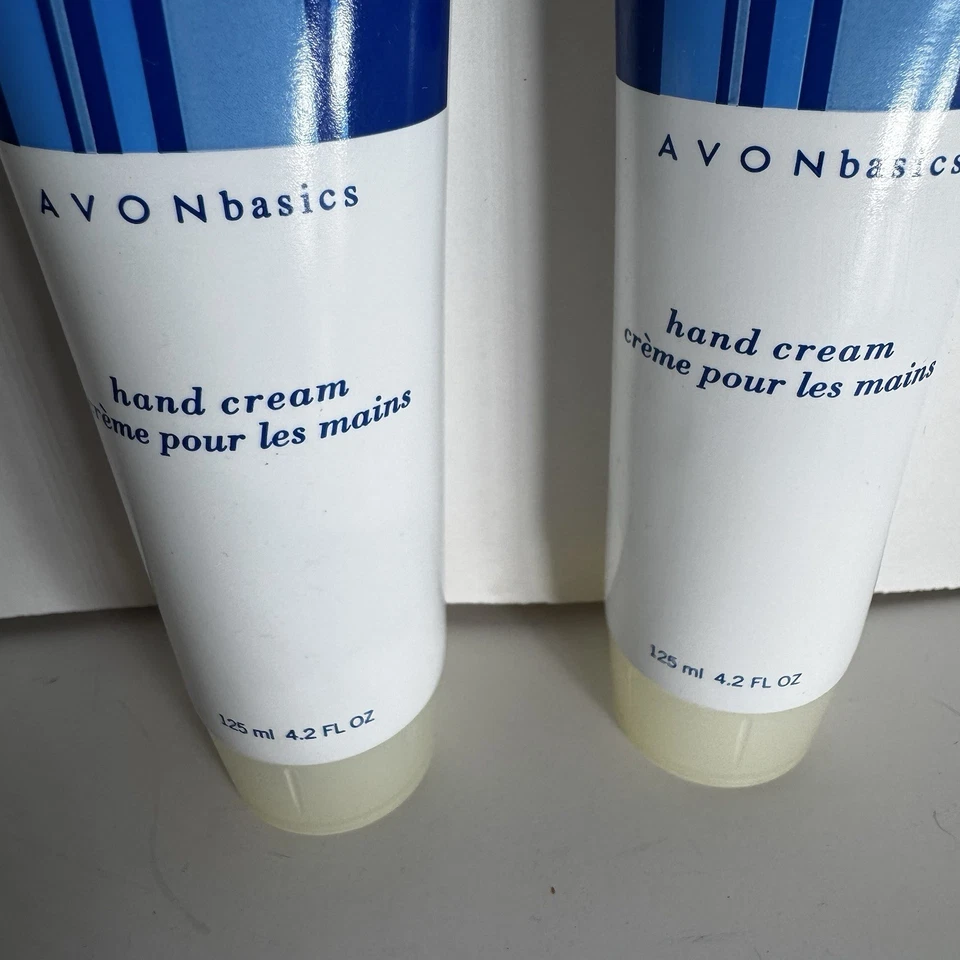 AVONbasics
hand cream
crème pour les mains
125 ml 4.2 FL OZ
AVONbasics
hand cream
crème pour les mains
125 ml 4.2 FL OZ